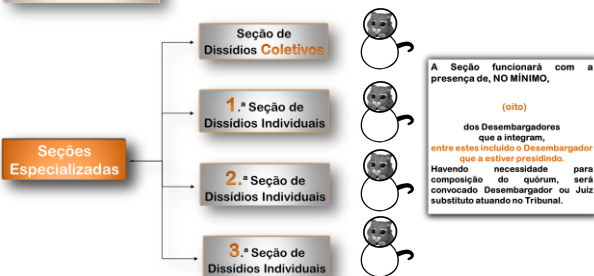 Seção de
Dissídios Coletivos
1.ª Seção de
Dissídios Individuais
Seções
Especializadas
2.ª Seção de
Dissídios Individuais
3.ª Seção de
Dissídios Individuais
A Seção funcionará com a
presença de, NO MÍNIMO,
(oito)
dos Desembargadores
que a integram,
entre estes incluído o Desembargador
que a estiver presidindo.
Havendo necessidade para
composição do quórum, será
convocado Desembargador ou Juiz
substituto atuando no Tribunal.